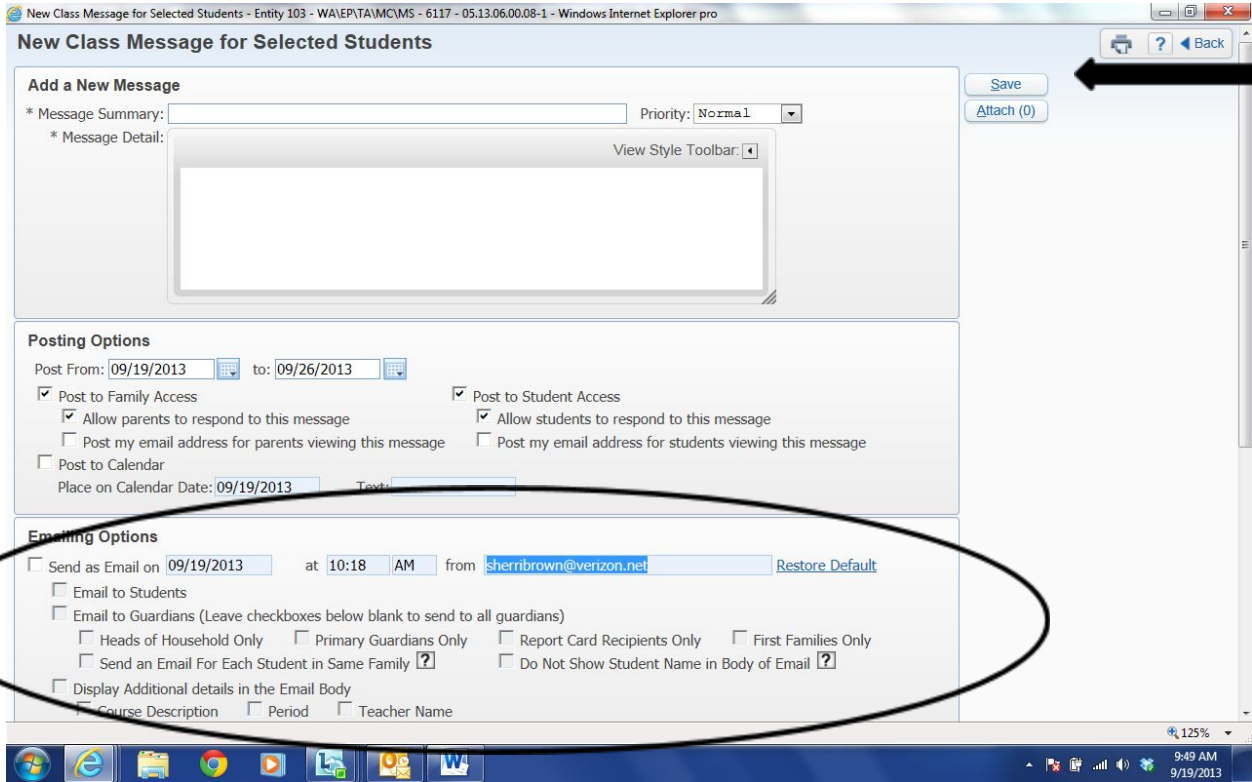 New Class Message for Selected Students - Entity 103 - WA\EP\TA\MC\MS - 6117 - 05.13.06.00.08-1 - Windows Internet Explorer pro
New Class Message for Selected Students
? Back
Add a New Message
Save
* Message Summary: Priority: Normal
Attach (0)
* Message Detail:
View Style Toolbar:
Posting Options
Post From: 09/19/2013 to: 09/26/2013
Post to Family Access Post to Student Access
Allow parents to respond to this message Allow students to respond to this message
Post my email address for parents viewing this message Post my email address for students viewing this message
Post to Calendar
Place on Calendar Date: 09/19/2013 Text:
Emailing Options
Send as Email on 09/19/2013 at 10:18 AM from sherribrown@verizon.net Restore Default
Email to Students
Email to Guardians (Leave checkboxes below blank to send to all guardians)
Heads of Household Only Primary Guardians Only Report Card Recipients Only First Families Only
Send an Email For Each Student in Same Family ? Do Not Show Student Name in Body of Email ?
Display Additional details in the Email Body
Course Description Period Teacher Name
125%
9:49 AM
9/19/2013